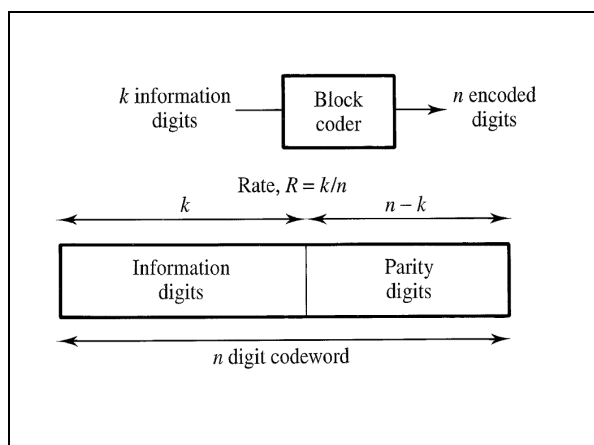 k information
digits
Block
coder
n encoded
digits
Rate, R = k/n
k
n – k
Information
digits
Parity
digits
n digit codeword